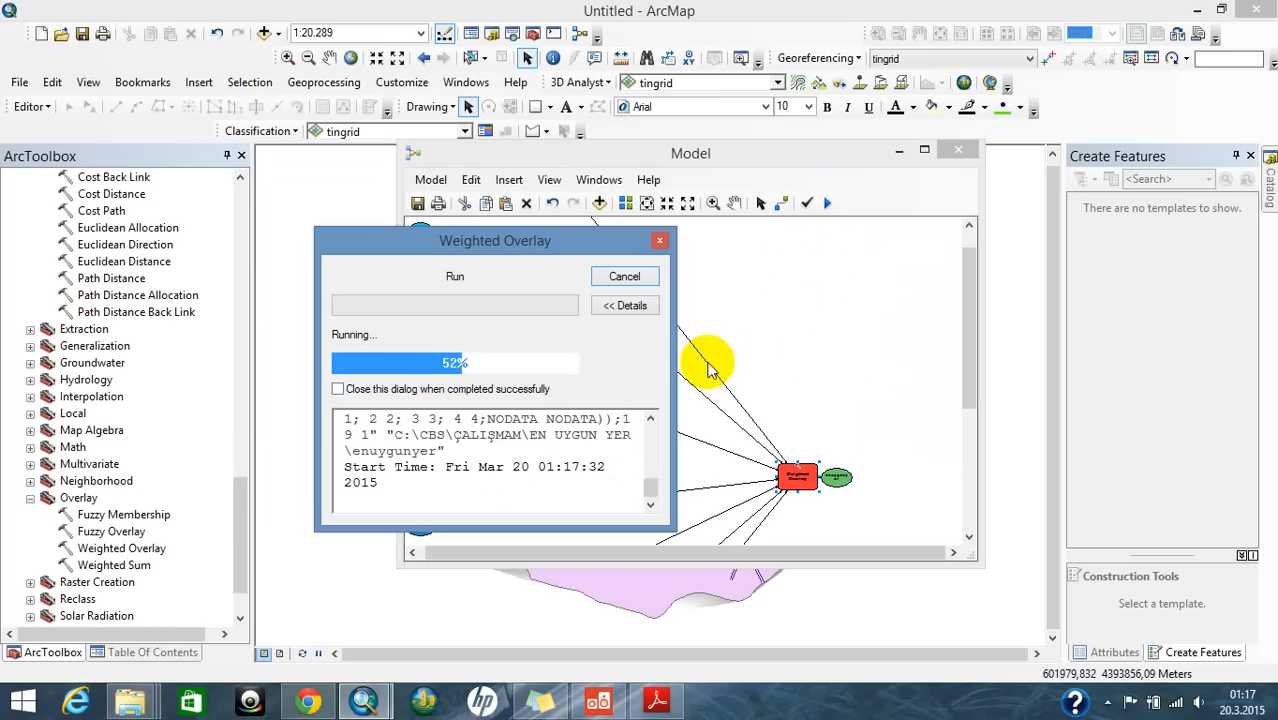 Untitled - ArcMap
1:20.289
Georeferencing
tingrid
File Edit View Bookmarks Insert Selection Geoprocessing Customize Windows Help
3D Analyst
tingrid
Editor
Drawing
Arial
10
B I U A
Classification
tingrid
ArcToolbox
Cost Back Link
Cost Distance
Cost Path
Euclidean Allocation
Euclidean Direction
Euclidean Distance
Path Distance
Path Distance Allocation
Path Distance Back Link
Extraction
Generalization
Groundwater
Hydrology
Interpolation
Local
Map Algebra
Math
Multivariate
Neighborhood
Overlay
Fuzzy Membership
Fuzzy Overlay
Weighted Overlay
Weighted Sum
Raster Creation
Reclass
Solar Radiation
ArcToolbox
Table Of Contents
Model
Model Edit Insert View Windows Help
Weighted Overlay
Run
Cancel
<< Details
Running...
52%
Close this dialog when completed successfully
1; 2 2; 3 3; 4 4;NODATA NODATA));1
9 1" "C:\CBS\ÇALIŞMAM\EN UYGUN YER
\enuygunyer"
Start Time: Fri Mar 20 01:17:32
2015
Weighted
Overlay
Create Features
<Search>
There are no templates to show.
Construction Tools
Select a template.
Attributes
Create Features
Catalog
601979,832 4393856,09 Meters
01:17
20.3.2015